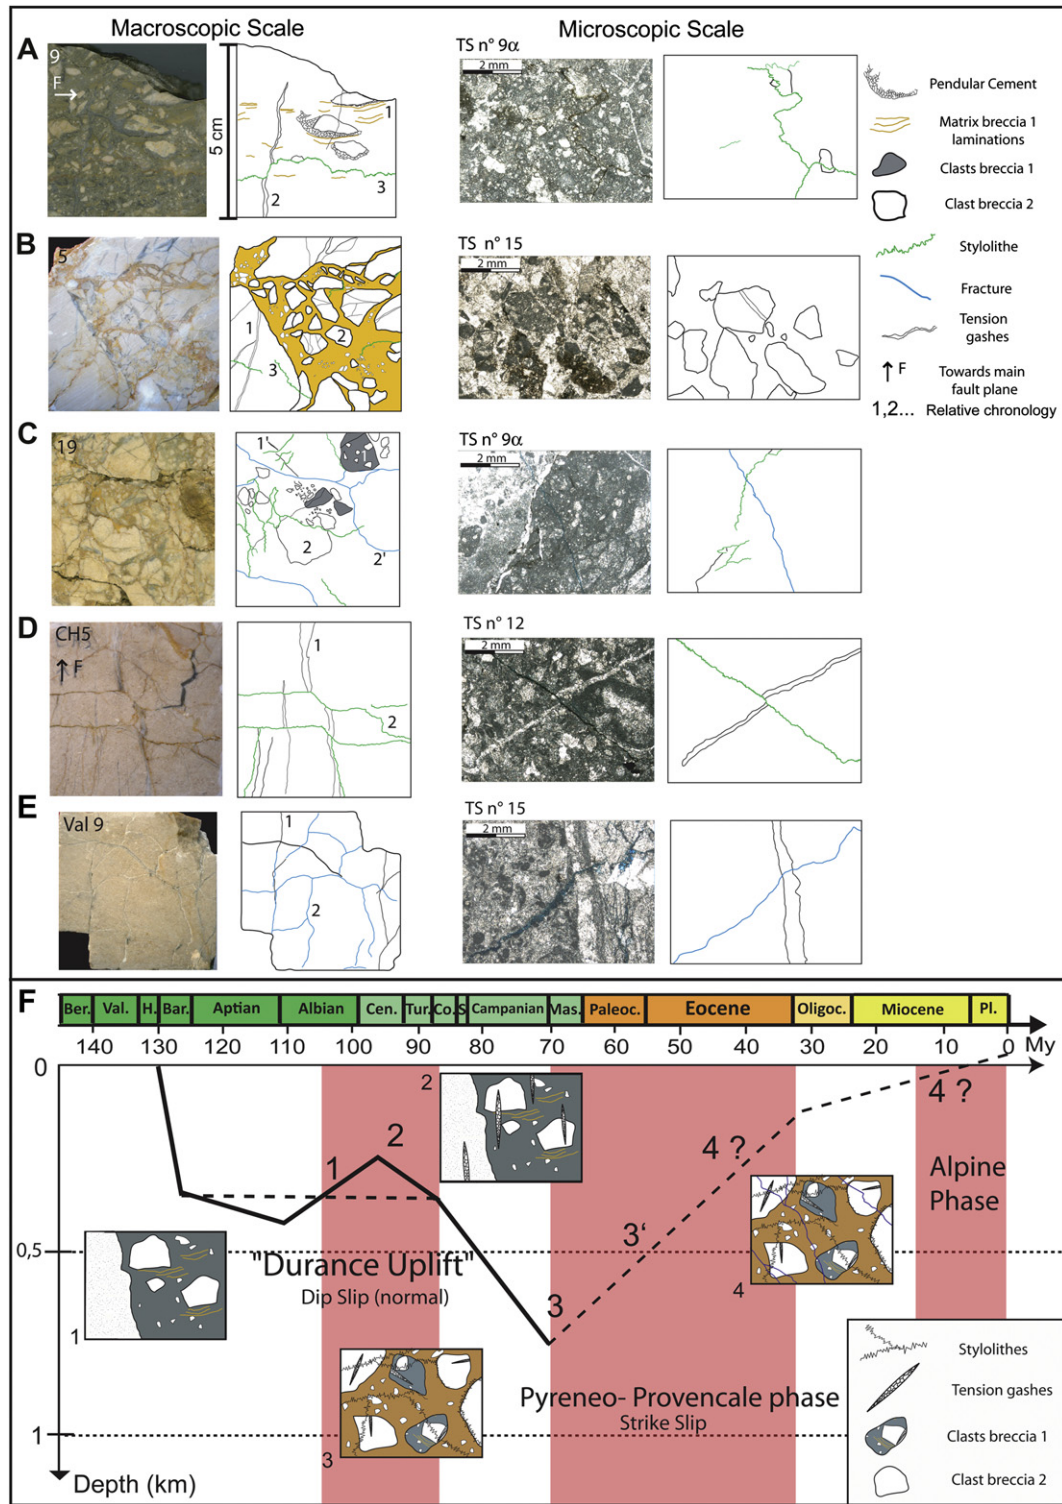 Macroscopic Scale
Microscopic Scale
A
9
F
5 cm
1
2
3
TS n° 9α
2 mm
Pendular Cement
Matrix breccia 1
laminations
Clasts breccia 1
Clast breccia 2
Stylolithe
Fracture
Tension
gashes
F
Towards main
fault plane
1,2... Relative chronology
B
5
1
2
3
TS n° 15
2 mm
C
19
1'
1
2
2'
TS n° 9α
2 mm
D
CH5
F
1
2
TS n° 12
2 mm
E
Val 9
1
2
TS n° 15
2 mm
F
Ber. Val. H. Bar. Aptian Albian Cen. Tur. Co. S Campanian Mas. Paleoc. Eocene Oligoc. Miocene Pl.
140 130 120 110 100 90 80 70 60 50 40 30 20 10 0 My
0
2
4 ?
2
1
4 ?
Alpine
Phase
3'
0,5
"Durance Uplift"
Dip Slip (normal)
4
3
1
1
Pyreneo- Provencale phase
Strike Slip
3
1
Depth (km)
Stylolites
Tension gashes
Clasts breccia 1
Clast breccia 2